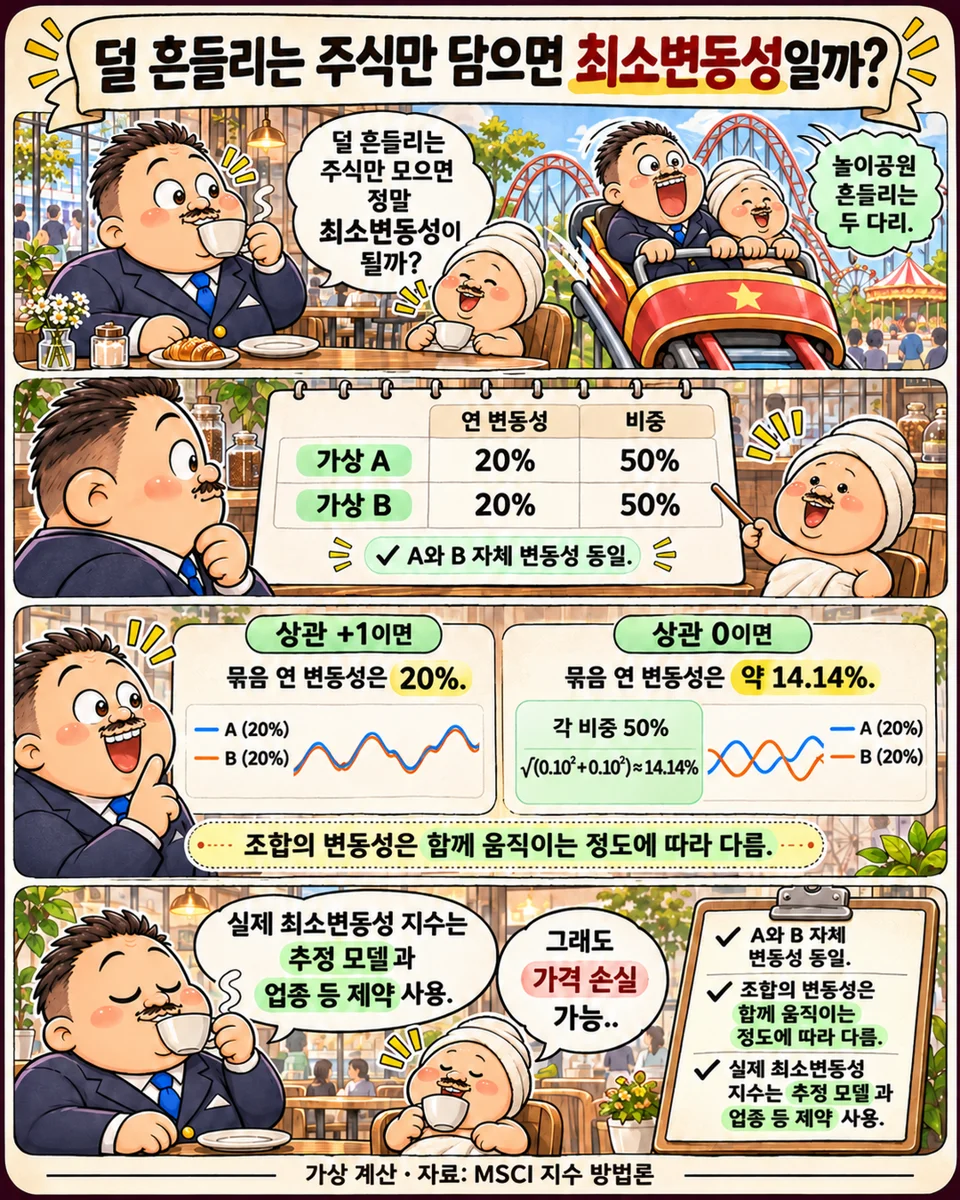 덜 흔들리는 주식만 담으면 최소변동성일까?
덜 흔들리는
주식만 모으면
정말
최소변동성이
될까?
놀이공원
흔들리는
두 다리.
연 변동성 비중
가상 A 20% 50%
가상 B 20% 50%
✓ A와 B 자체 변동성 동일.
상관 +1이면
묶음 연 변동성은 20%.
A (20%)
B (20%)
상관 0이면
묶음 연 변동성은 약 14.14%.
각 비중 50%
√(0.10²+0.10²)≈14.14%
A (20%)
B (20%)
조합의 변동성은 함께 움직이는 정도에 따라 다름.
실제 최소변동성 지수는
추정 모델과
업종 등 제약 사용.
그래도
가격 손실
가능..
✓ A와 B 자체
변동성 동일.
✓ 조합의 변동성은
함께 움직이는
정도에 따라 다름.
✓ 실제 최소변동성
지수는 추정 모델과
업종 등 제약 사용.
가상 계산 · 자료: MSCI 지수 방법론